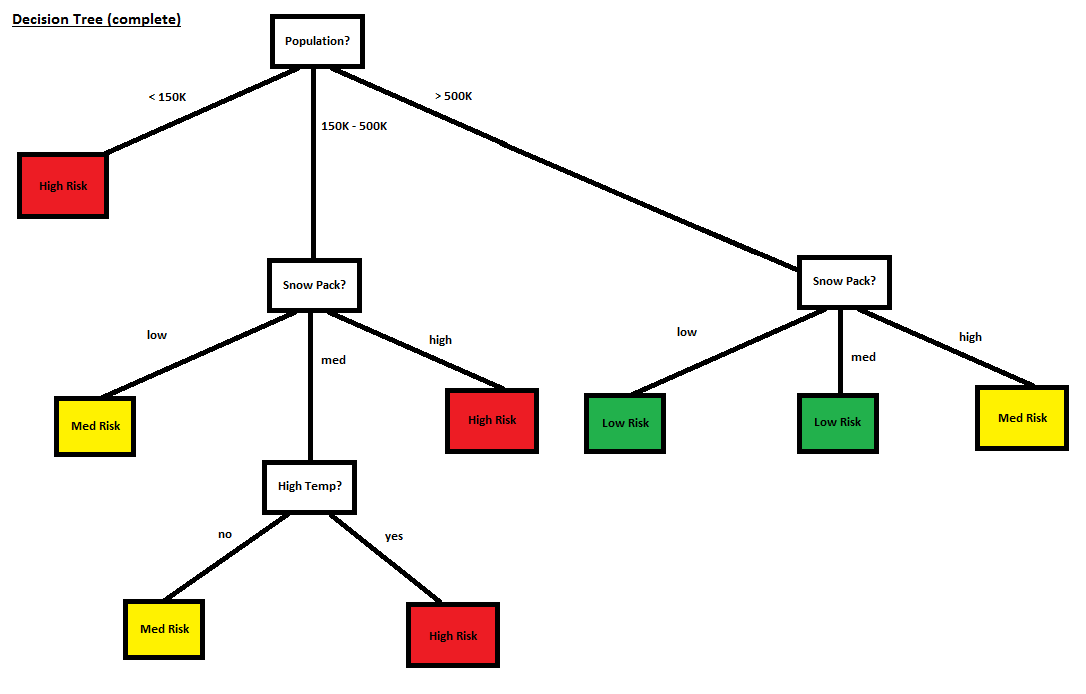 Decision Tree (complete)
Population?
< 150K
> 500K
150K - 500K
High Risk
Snow Pack?
Snow Pack?
low
med
high
low
med
high
Med Risk
High Risk
Low Risk
Low Risk
Med Risk
High Temp?
no
yes
Med Risk
High Risk